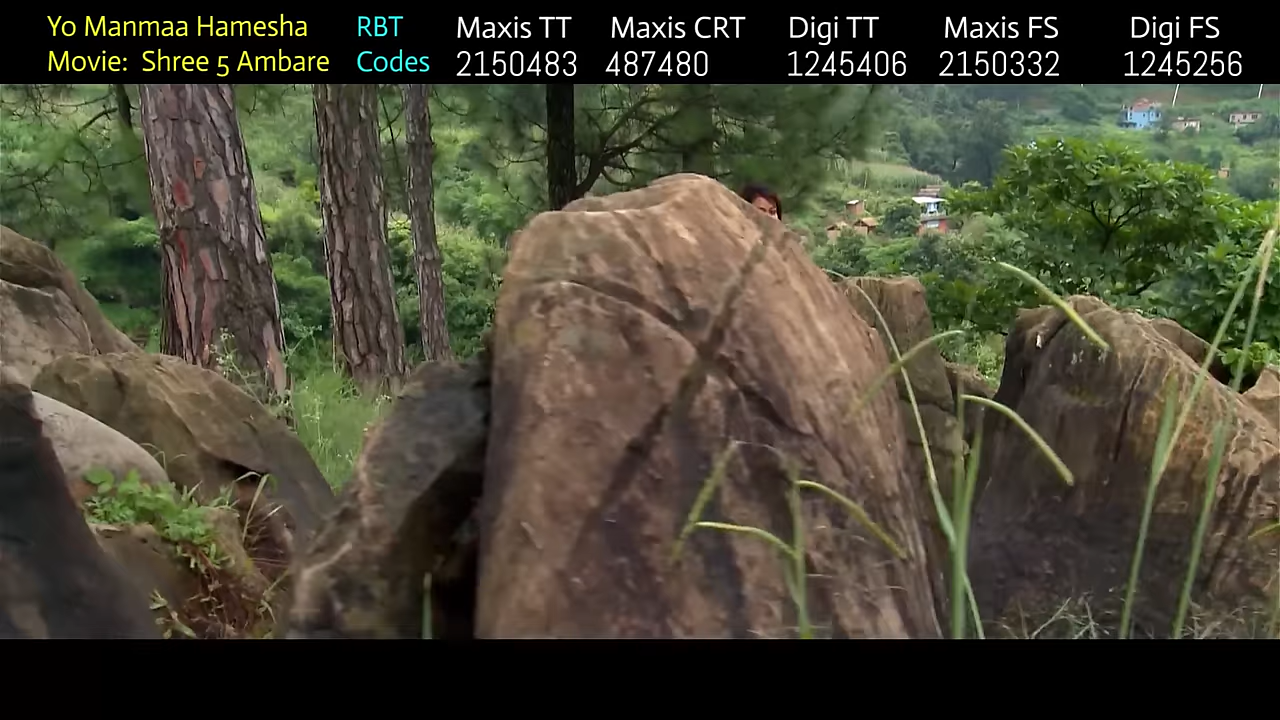 Yo Manmaa Hamesha RBT Maxis TT Maxis CRT Digi TT Maxis FS Digi FS
Movie: Shree 5 Ambare Codes 2150483 487480 1245406 2150332 1245256